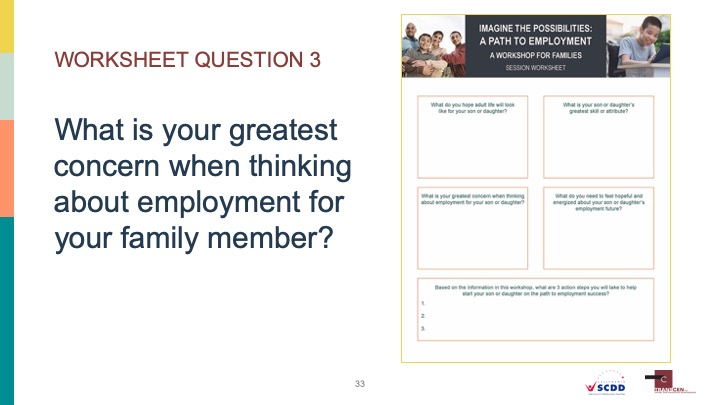 WORKSHEET QUESTION 3
What is your greatest
concern when thinking
about employment for
your family member?
IMAGINE THE POSSIBILITIES:
A PATH TO EMPLOYMENT
A WORKSHOP FOR FAMILIES
SESSION WORKSHEET
What do you hope adult life will look
like for your son or daughter?
What is your son or daughter's
greatest skill or attribute?
What is your greatest concern when thinking
about employment for your son or daughter?
What do you need to feel hopeful and
energized about your son or daughter's
employment future?
Based on the information in this workshop, what are 3 action steps you will take to help
start your son or daughter on the path to employment success?
1.
2.
3.
33
SCDD